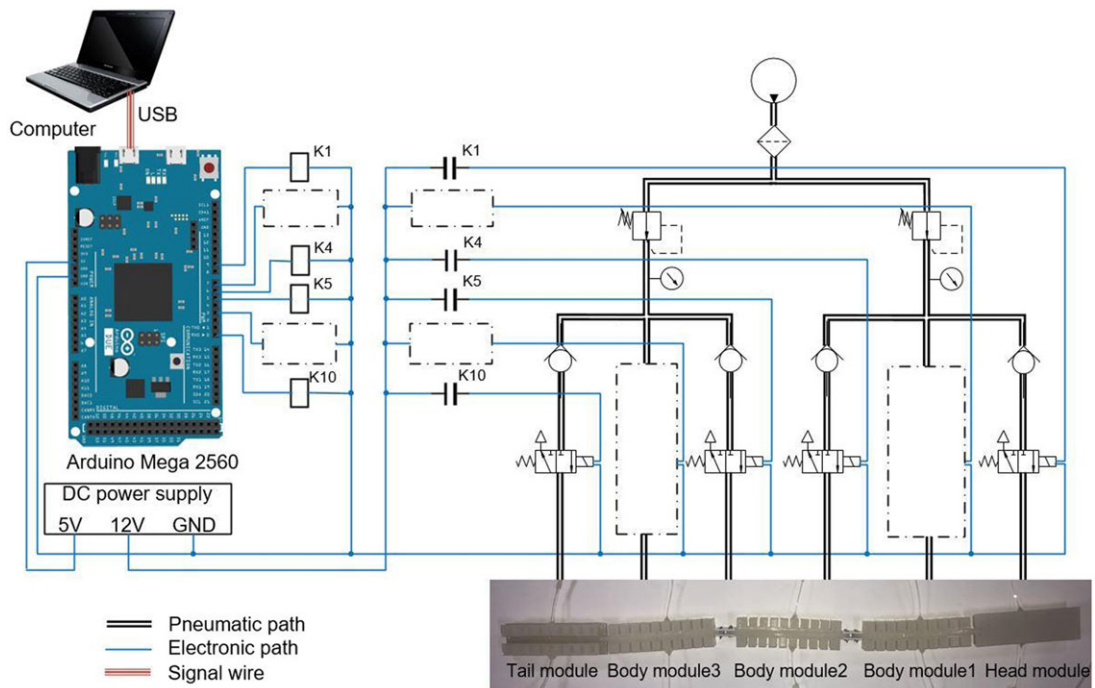 Computer
USB
K1
K4
K5
K10
K1
K4
K5
K10
Arduino Mega 2560
DC power supply
5V 12V GND
Pneumatic path
Electronic path
Signal wire
Tail module Body module3 Body module2 Body module1 Head module